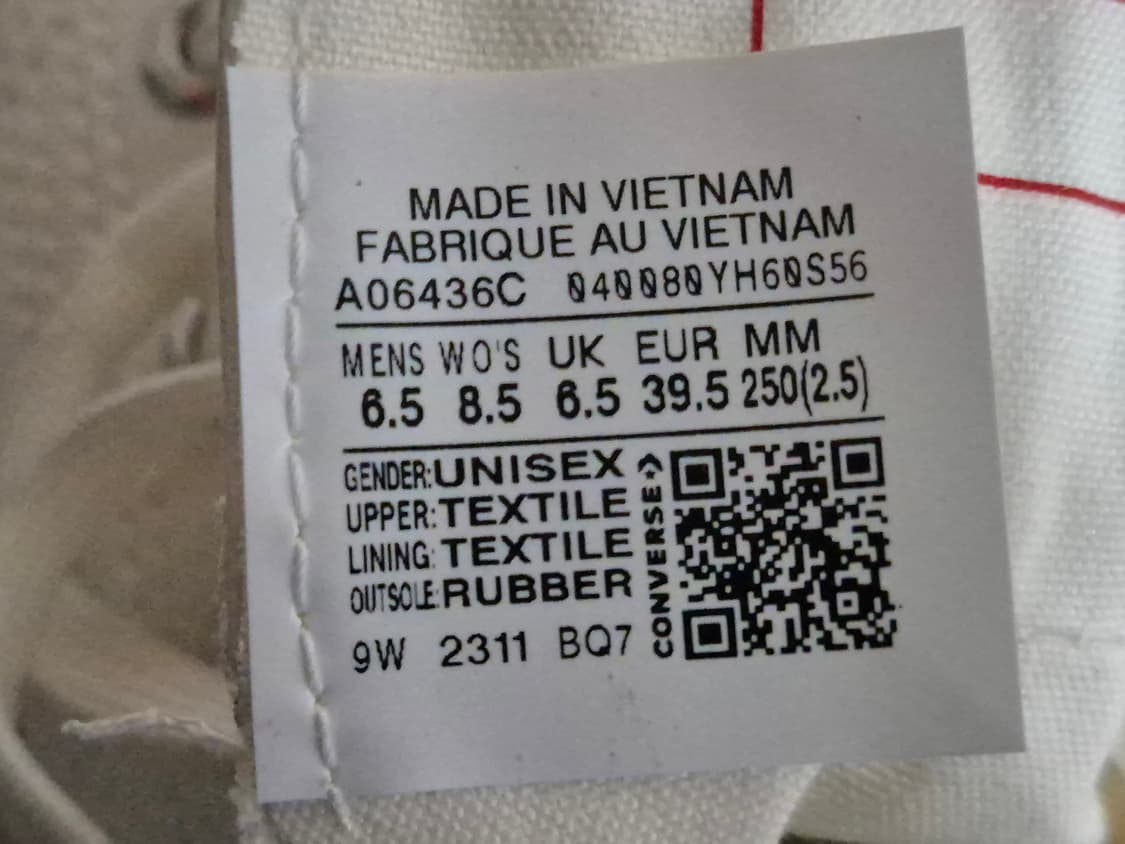 MADE IN VIETNAM
FABRIQUE AU VIETNAM
A06436C 040080YH60S56
MENS WO'S UK EUR MM
6.5 8.5 6.5 39.5 250(2.5)
GENDER:UNISEX
UPPER:TEXTILE
LINING:TEXTILE
OUTSOLE:RUBBER
9W 2311 BQ7
CONVERSE